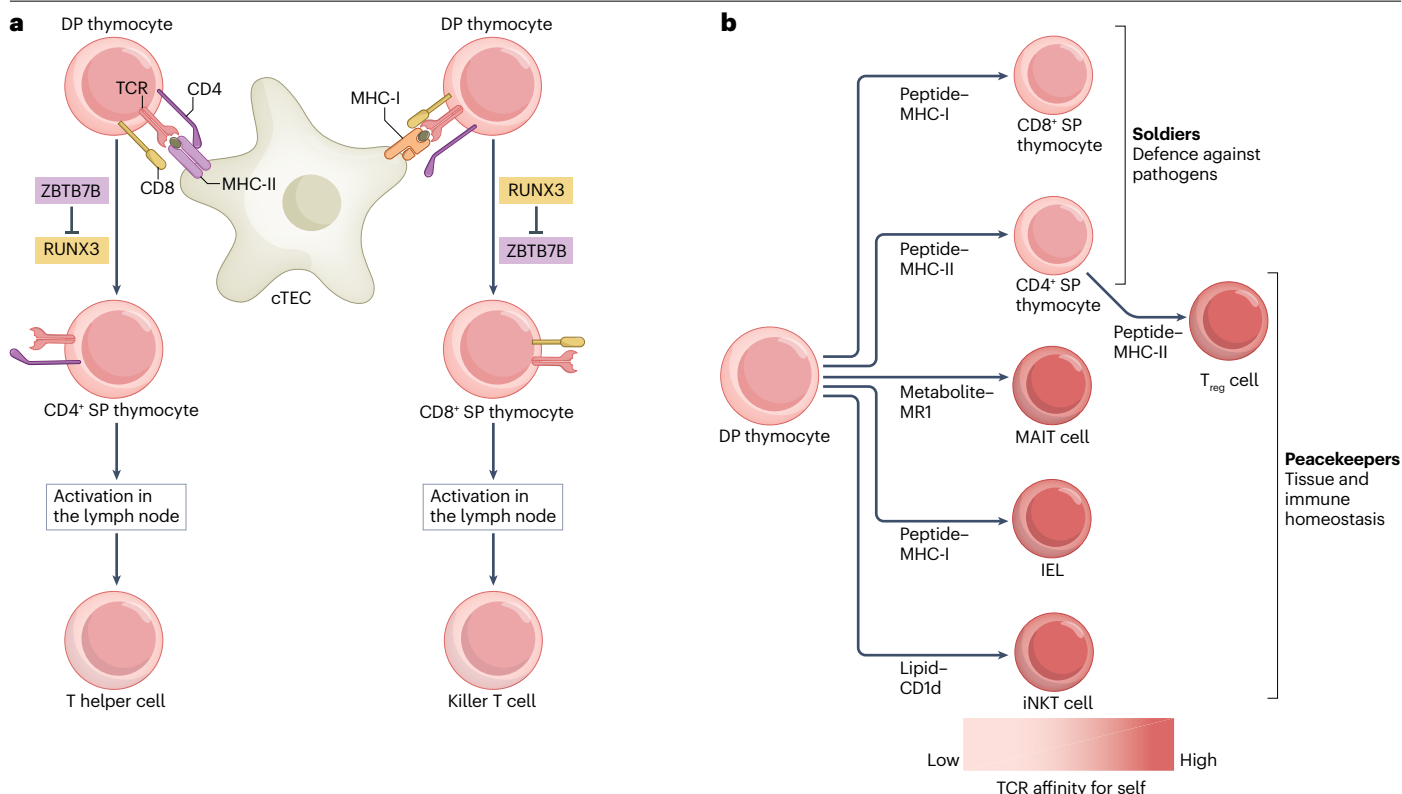 a
DP thymocyte
DP thymocyte
TCR
CD4
MHC-I
CD8
MHC-II
ZBTB7B
RUNX3
RUNX3
ZBTB7B
cTEC
CD4⁺ SP thymocyte
CD8⁺ SP thymocyte
Activation in
the lymph node
Activation in
the lymph node
T helper cell
Killer T cell
b
Peptide–
MHC-I
CD8⁺ SP
thymocyte
Soldiers
Defence against
pathogens
Peptide–
MHC-II
CD4⁺ SP
thymocyte
Peptide–
MHC-II
Treg cell
DP thymocyte
Metabolite–
MR1
MAIT cell
Peptide–
MHC-I
IEL
Peacekeepers
Tissue and
immune
homeostasis
Lipid–
CD1d
iNKT cell
Low
High
TCR affinity for self